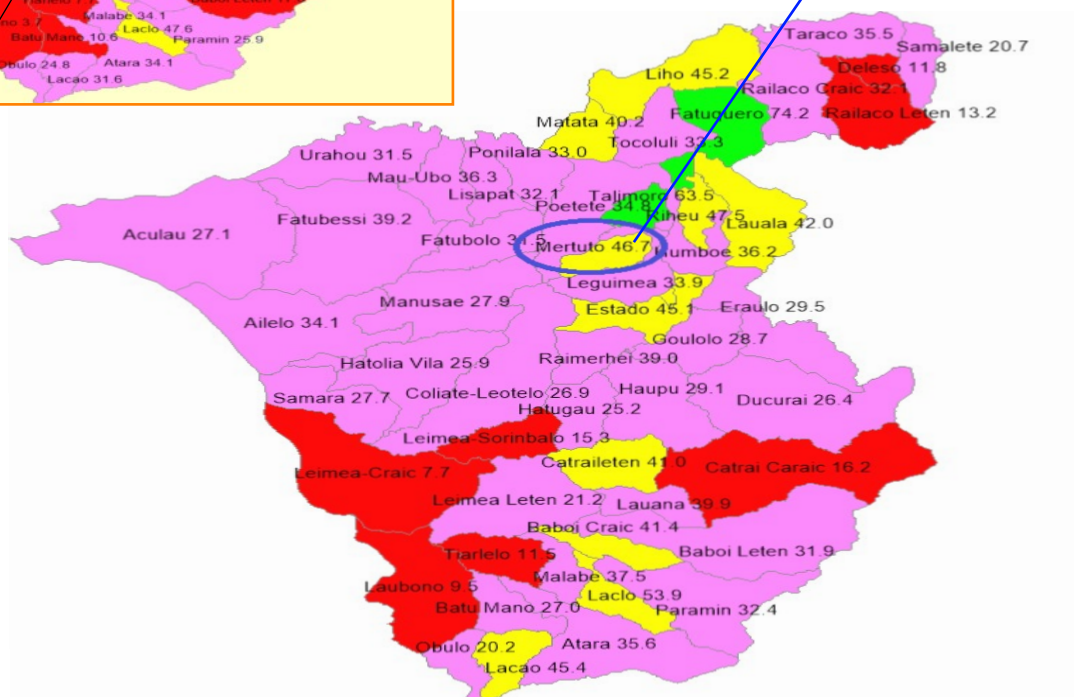 Malabe 34.1
Laclo 47.6
Batu Mano 10.6
Paramin 25.9
Obulo 24.8
Atara 34.1
Lacao 31.6
Taraco 35.5
Samalete 20.7
Liho 45.2
Deleso 11.8
Railaco Craic 32.1
Fatuquero 74.2
Railaco Leten 13.2
Matata 40.2
Tocoluli 33.3
Urahou 31.5
Ponilala 33.0
Mau-Ubo 36.3
Lisapat 32.1
Talimoro 63.5
Poetete 34.8
Riheu 47.5
Fatubessi 39.2
Lauala 42.0
Aculau 27.1
Fatubolo 31.5
Mertuto 46.7
Humboe 36.2
Leguimea 33.9
Manusae 27.9
Estado 45.1
Eraulo 29.5
Ailelo 34.1
Goulolo 28.7
Hatolia Vila 25.9
Raimerhei 39.0
Samara 27.7
Coliate-Leotelo 26.9
Haupu 29.1
Ducurai 26.4
Hatugau 25.2
Leimea-Sorinbalo 15.3
Leimea-Craic 7.7
Catraileten 41.0
Catrai Caraic 16.2
Leimea Leten 21.2
Lauana 39.9
Baboi Craic 41.4
Tiarlelo 11.5
Baboi Leten 31.9
Malabe 37.5
Laubono 9.5
Laclo 53.9
Batu Mano 27.0
Paramin 32.4
Obulo 20.2
Atara 35.6
Lacao 45.4